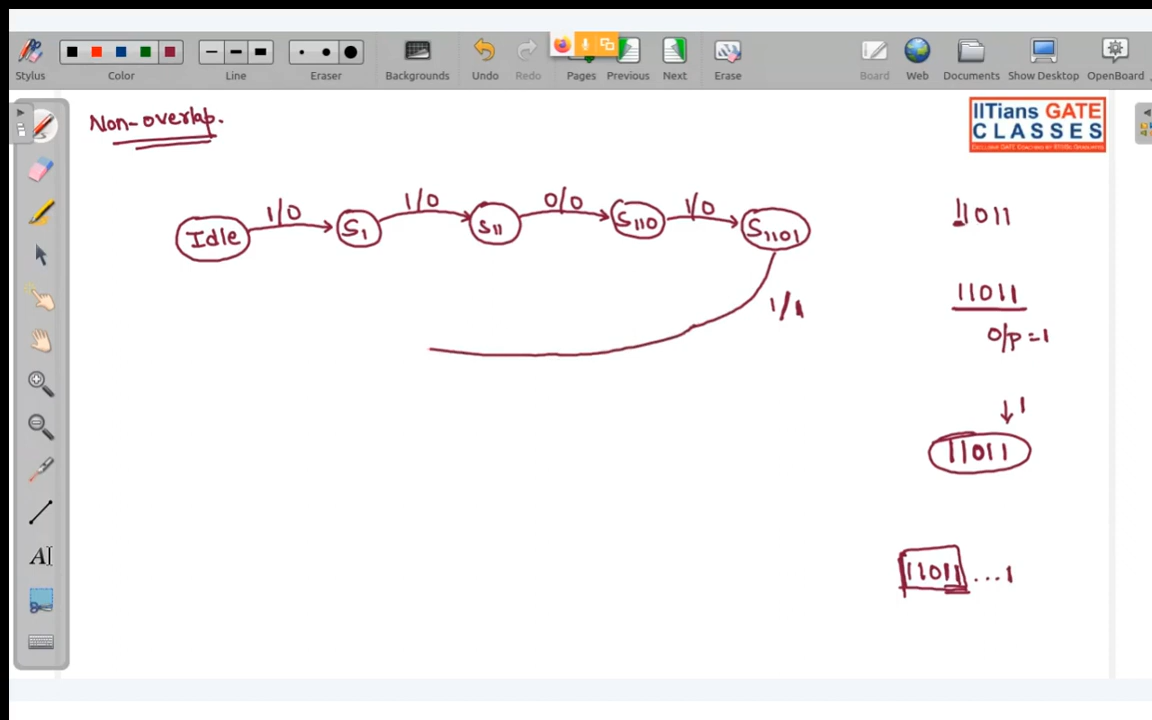 Stylus Color Line Eraser Backgrounds Undo Redo Pages Previous Next Erase Board Web Documents Show Desktop OpenBoard
Non-overlap.
IITians GATE
CLASSES
1/0 1/0 0/0 1/0
Idle S1 S11 S110 S1101
1/1
11011
11011
O/p = 1
↓1
11011
11011 ...1
AI